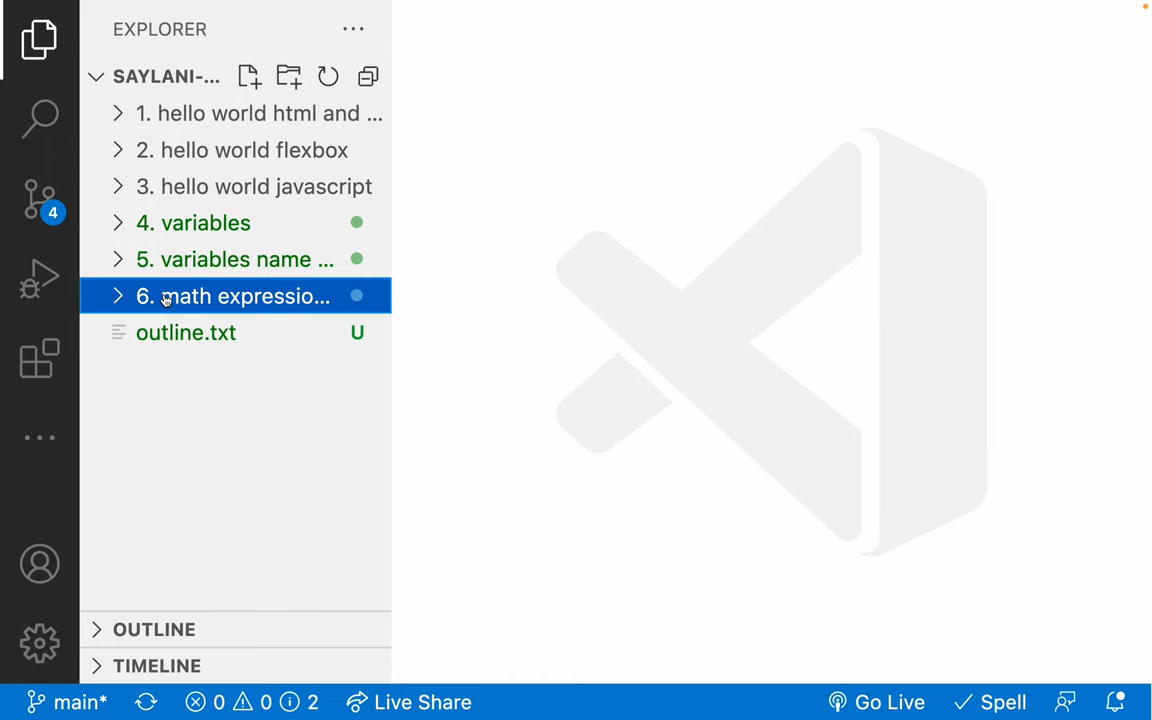 EXPLORER
SAYLANI-...
1. hello world html and ...
2. hello world flexbox
3. hello world javascript
4. variables
5. variables name ...
6. math expressio...
outline.txt U
4
OUTLINE
TIMELINE
main* 0 0 2 Live Share Go Live Spell